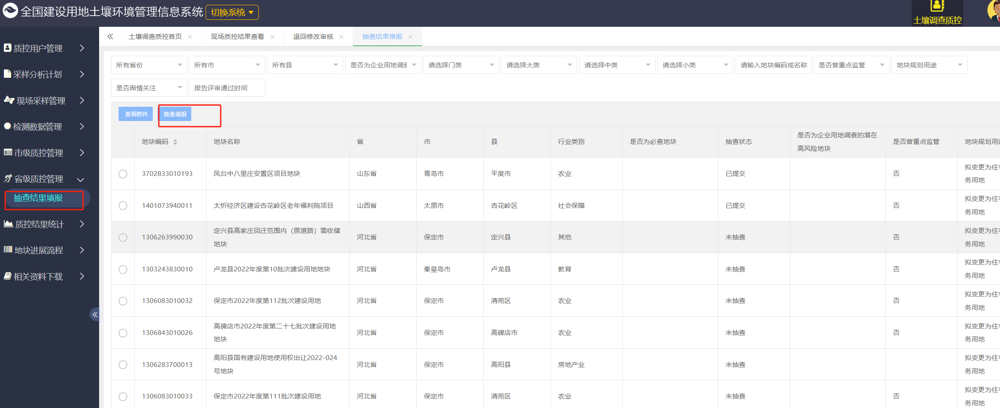 全国建设用地土壤环境管理信息系统 切换系统
土壤调查质控
质控用户管理
采样分析计划
现场采样管理
检测数据管理
市级质控管理
省级质控管理
抽查结果填报
质控结果统计
地块进展流程
相关资料下载
土壤调查质控首页 现场质控结果查看 退回修改审核 抽查结果填报
所有省份 所有市 所有县 是否为企业用地调查 请选择门类 请选择大类 请选择中类 请选择小类 请输入地块编码或名称 是否曾重点监管 地块规划用途
是否舆情关注 报告评审通过时间
查看附件 抽查填报
地块编码 地块名称 省 市 县 行业类别 是否为必查地块 抽查状态 是否为企业用地调查的潜在
高风险地块 是否曾重点监管 地块规划用途
3702833010193 凤台中八里庄安置区项目地块 山东省 青岛市 平度市 农业 已提交 否 拟变更为住宅
务用地
1401073940011 太忻经济区建设杏花岭区老年福利院项目 山西省 太原市 杏花岭区 社会保障 已提交 否 拟变更为住宅
务用地
1306263990030 定兴县高家庄回迁范围内（原道路）需收储
地块 河北省 保定市 定兴县 其他 未抽查 否 拟变更为住宅
务用地
1303243830010 卢龙县2022年度第10批次建设用地地块 河北省 秦皇岛市 卢龙县 教育 未抽查 否 拟变更为住宅
务用地
1306083010032 保定市2022年度第112批次建设用地 河北省 保定市 清苑区 农业 未抽查 否 拟变更为住宅
务用地
1306843010026 高碑店市2022年度第二十七批次建设用地
地块 河北省 保定市 高碑店市 农业 未抽查 否 拟变更为住宅
务用地
1306283700013 高阳县国有建设用地使用权出让2022-024
号地块 河北省 保定市 高阳县 房地产业 未抽查 拟变更为住宅
务用地
1306083010033 保定市2022年度第111批次建设用地 河北省 保定市 清苑区 农业 未抽查 否 拟变更为住宅
务用地